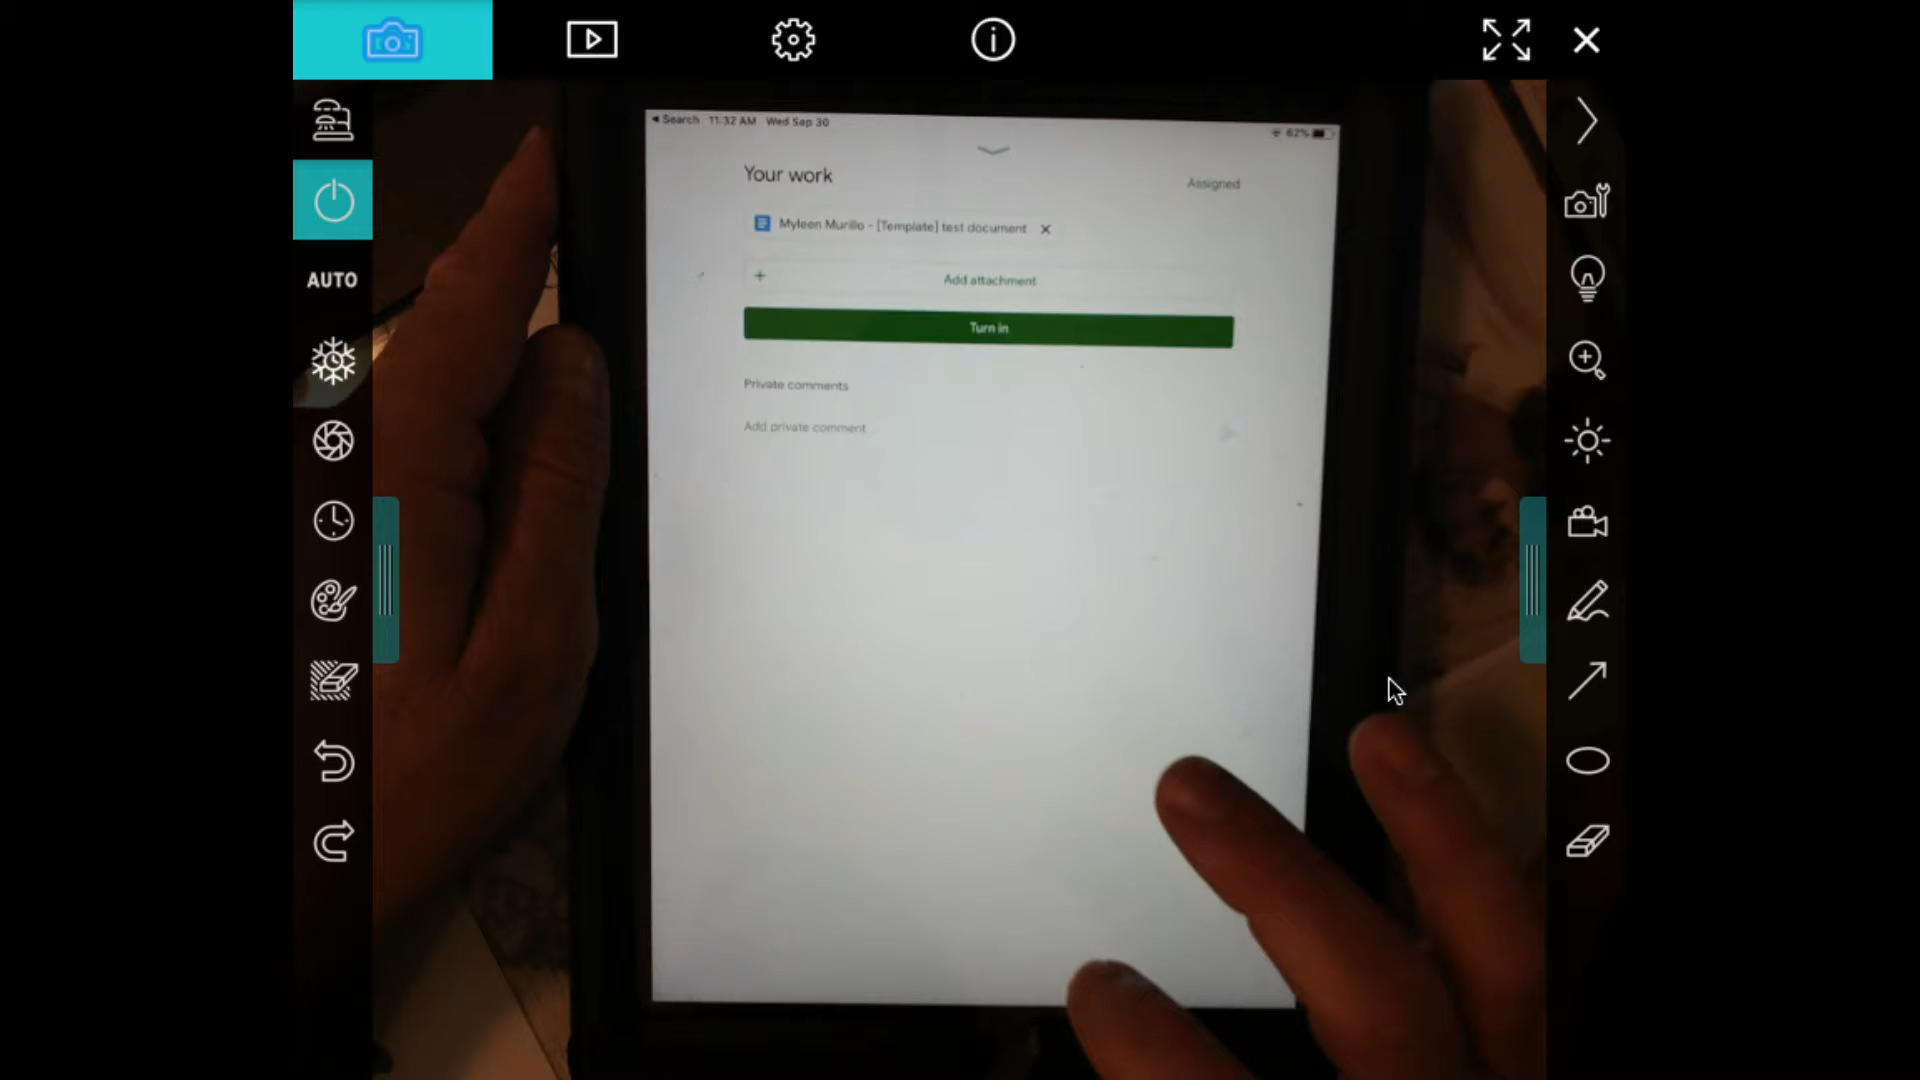 AUTO
Search 11:32 AM Wed Sep 30
62%
Your work
Assigned
Myleen Murillo - [Template] test document
Add attachment
Turn in
Private comments
Add private comment